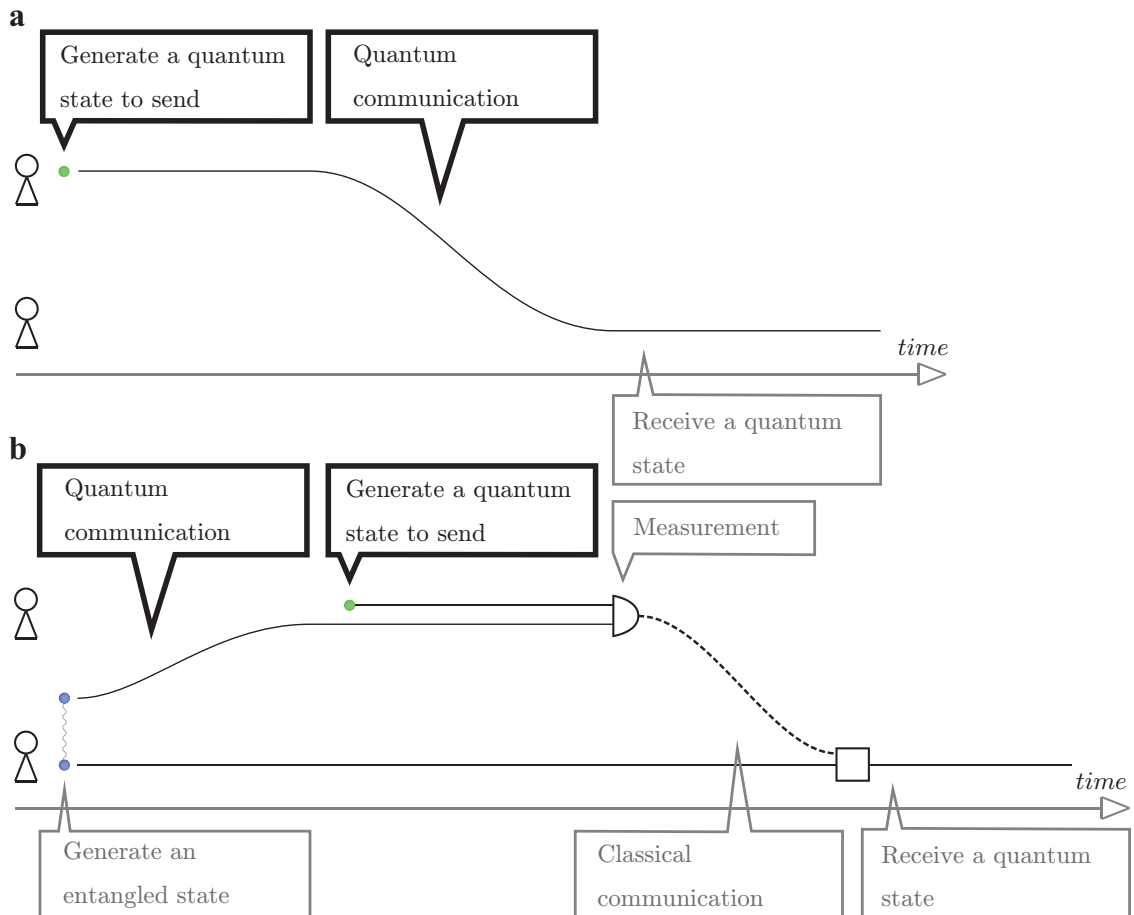 a
Generate a quantum
state to send
Quantum
communication
time
Receive a quantum
state
b
Quantum
communication
Generate a quantum
state to send
Measurement
time
Generate an
entangled state
Classical
communication
Receive a quantum
state